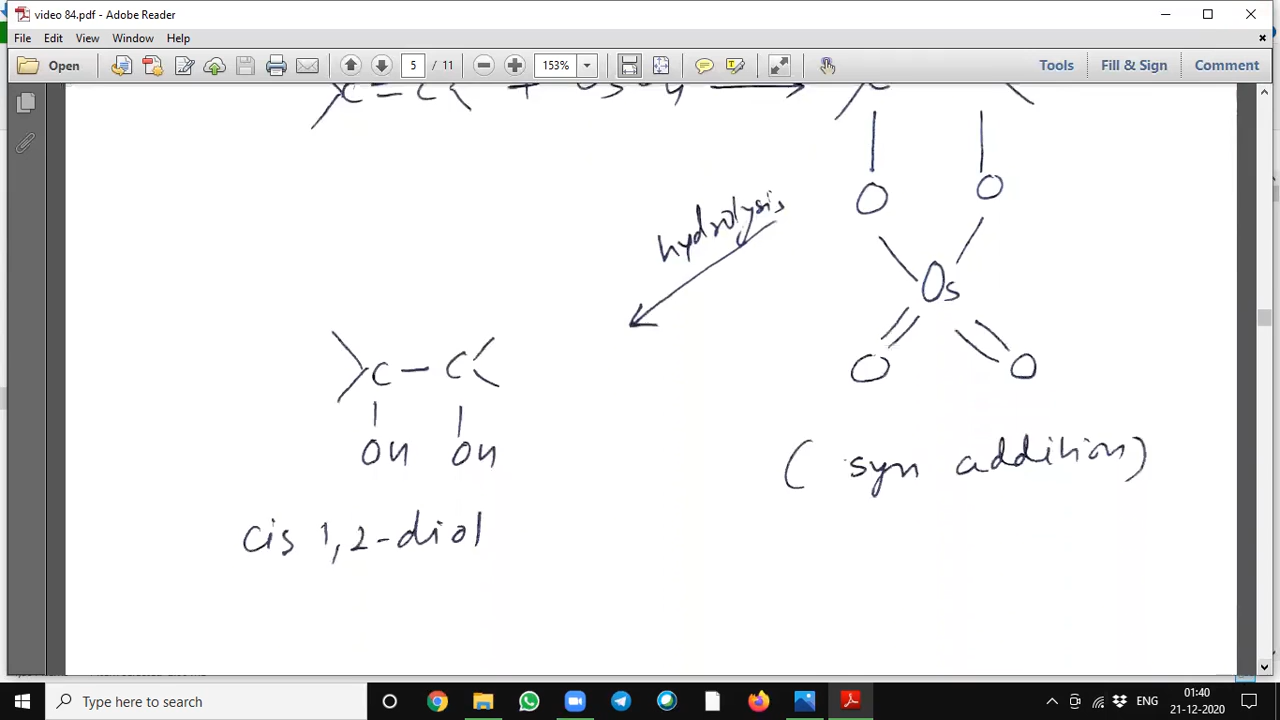 video 84.pdf - Adobe Reader
File Edit View Window Help
Open 5 / 11 153% Tools Fill & Sign Comment
C = C + OsO4 C
O O
hydrolysis
Os
O O
C - C
OH OH
(syn addition)
cis 1,2-diol
Type here to search ENG 01:40
21-12-2020